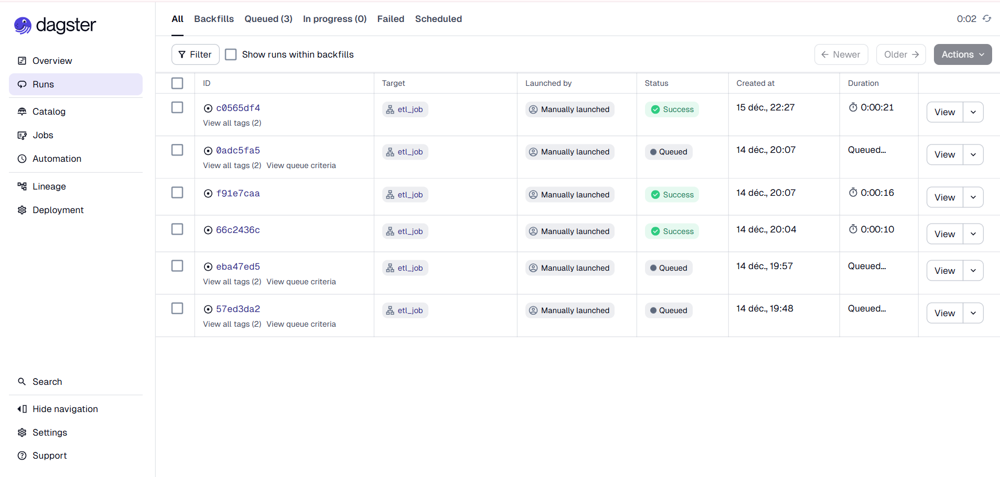 dagster
Overview
Runs
Catalog
Jobs
Automation
Lineage
Deployment
Search
Hide navigation
Settings
Support
All Backfills Queued (3) In progress (0) Failed Scheduled 0:02
Filter Show runs within backfills Newer Older Actions
ID Target Launched by Status Created at Duration
c0565df4 etl_job Manually launched Success 15 déc., 22:27 0:00:21 View
View all tags (2)
0adc5fa5 etl_job Manually launched Queued 14 déc., 20:07 Queued... View
View all tags (2) View queue criteria
f91e7caa etl_job Manually launched Success 14 déc., 20:07 0:00:16 View
66c2436c etl_job Manually launched Success 14 déc., 20:04 0:00:10 View
eba47ed5 etl_job Manually launched Queued 14 déc., 19:57 Queued... View
View all tags (2) View queue criteria
57ed3da2 etl_job Manually launched Queued 14 déc., 19:48 Queued... View
View all tags (2) View queue criteria